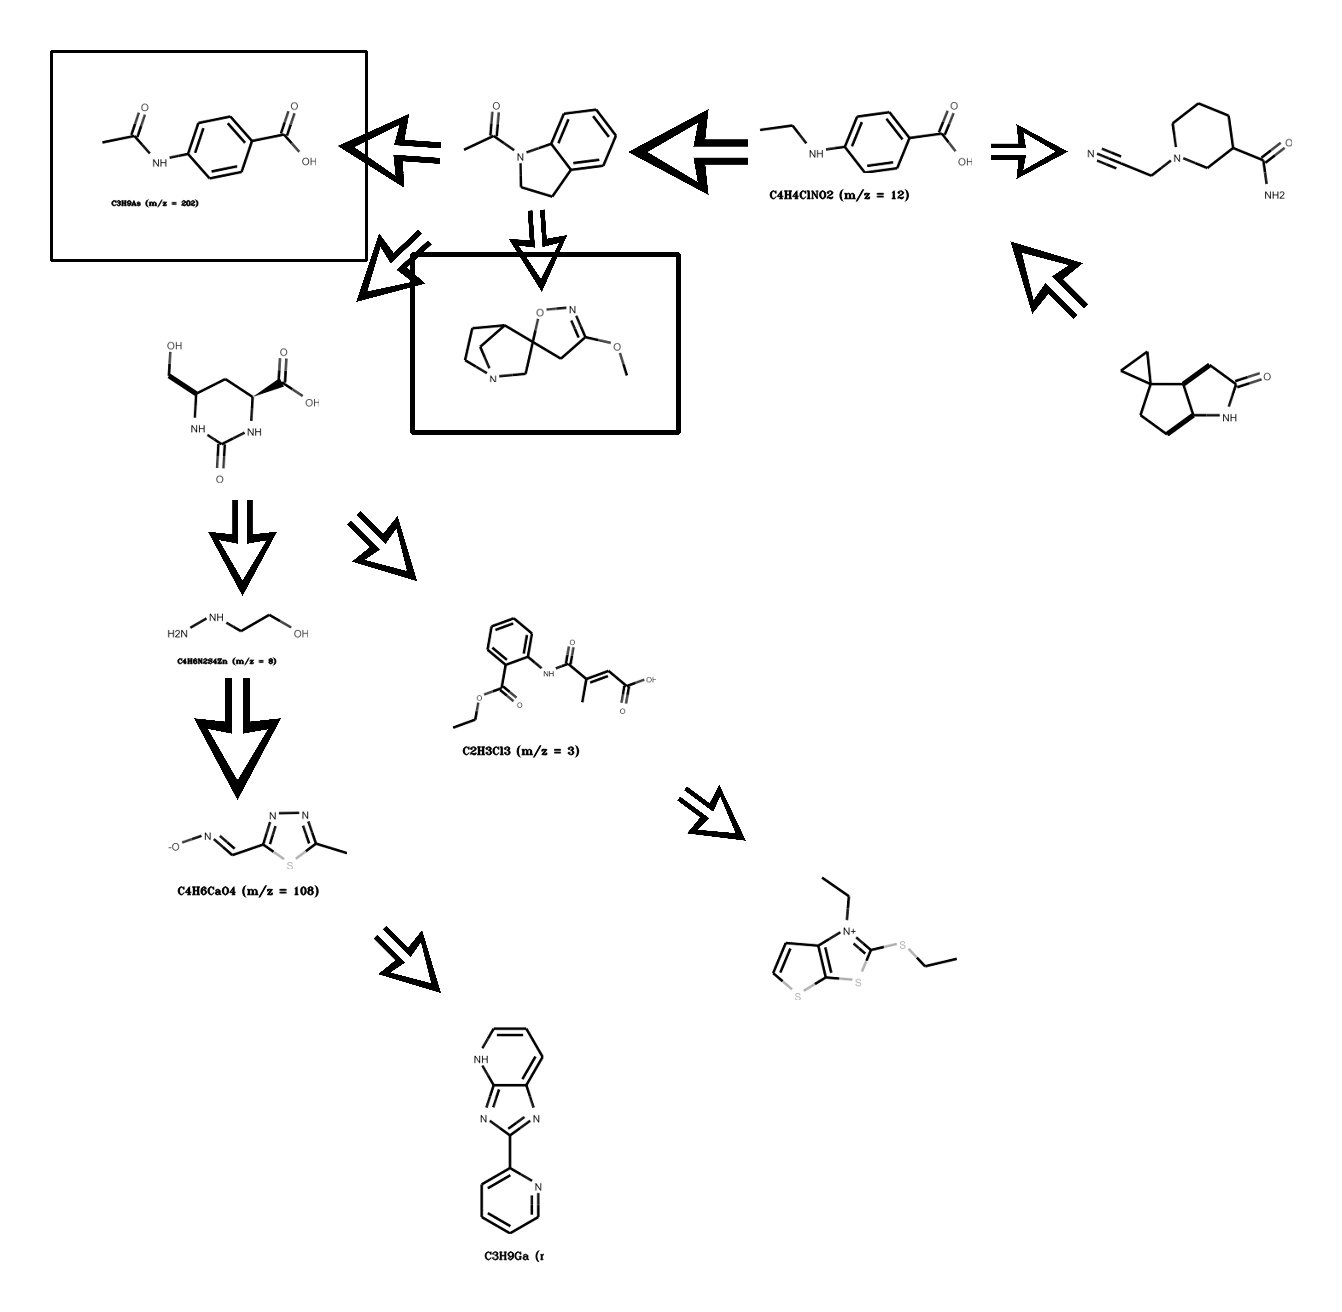 O
NH
O
OH
C3H9As (m/z = 202)
O
N
NH
O
OH
C4H4ClNO2 (m/z = 12)
N
N
O
NH2
O
N
N
O
OH
O
OH
NH
NH
O
O
NH
H2N
NH
OH
C4H6N2S4Zn (m/z = 8)
O
NH
O
O
O
OH
C2H3Cl3 (m/z = 3)
-O
N
N
N
S
C4H6CaO4 (m/z = 108)
N+
S
S
S
NH
N
N
N
C3H9Ga (